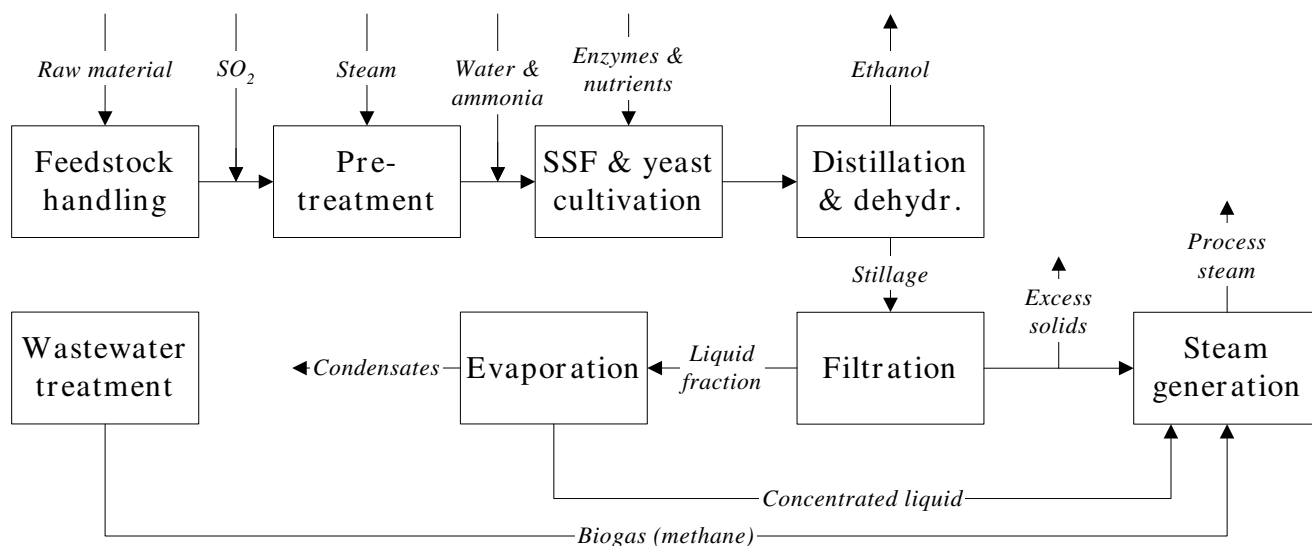 Raw material
SO2
Steam
Water &
ammonia
Enzymes &
nutrients
Ethanol
Feedstock
handling
Pre-
treatment
SSF & yeast
cultivation
Distillation
& dehydr.
Process
steam
Stillage
Excess
solids
Wastewater
treatment
Condensates
Evaporation
Liquid
fraction
Filtration
Steam
generation
Concentrated liquid
Biogas (methane)